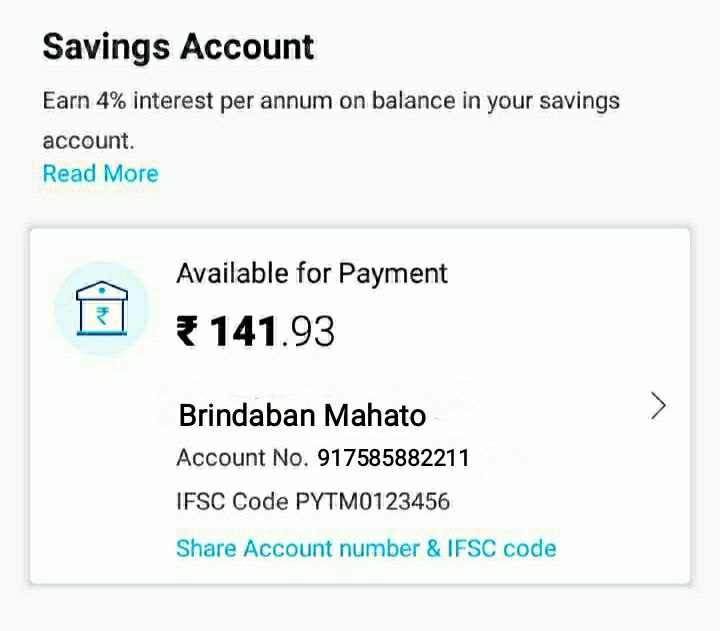 Savings Account
Earn 4% interest per annum on balance in your savings
account.
Read More
Available for Payment
₹
₹ 141.93
Brindaban Mahato
Account No. 917585882211
IFSC Code PYTM0123456
Share Account number & IFSC code